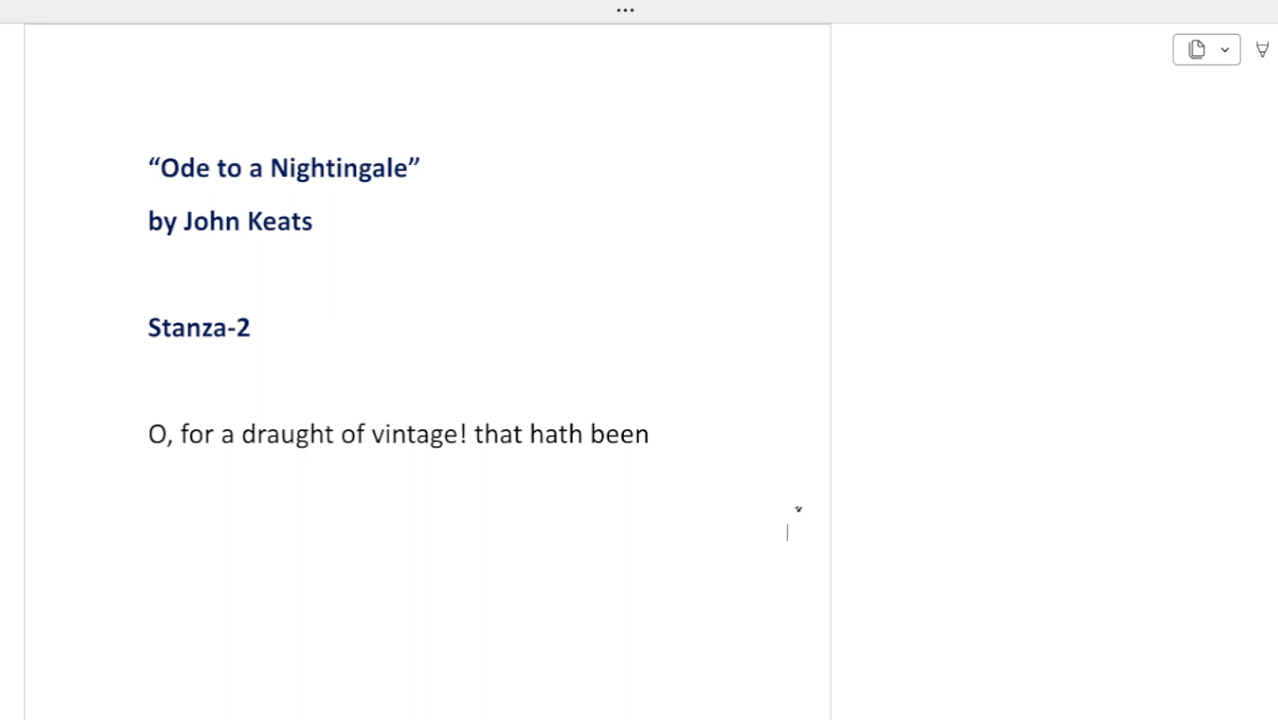 “Ode to a Nightingale”
by John Keats
Stanza-2
O, for a draught of vintage! that hath been